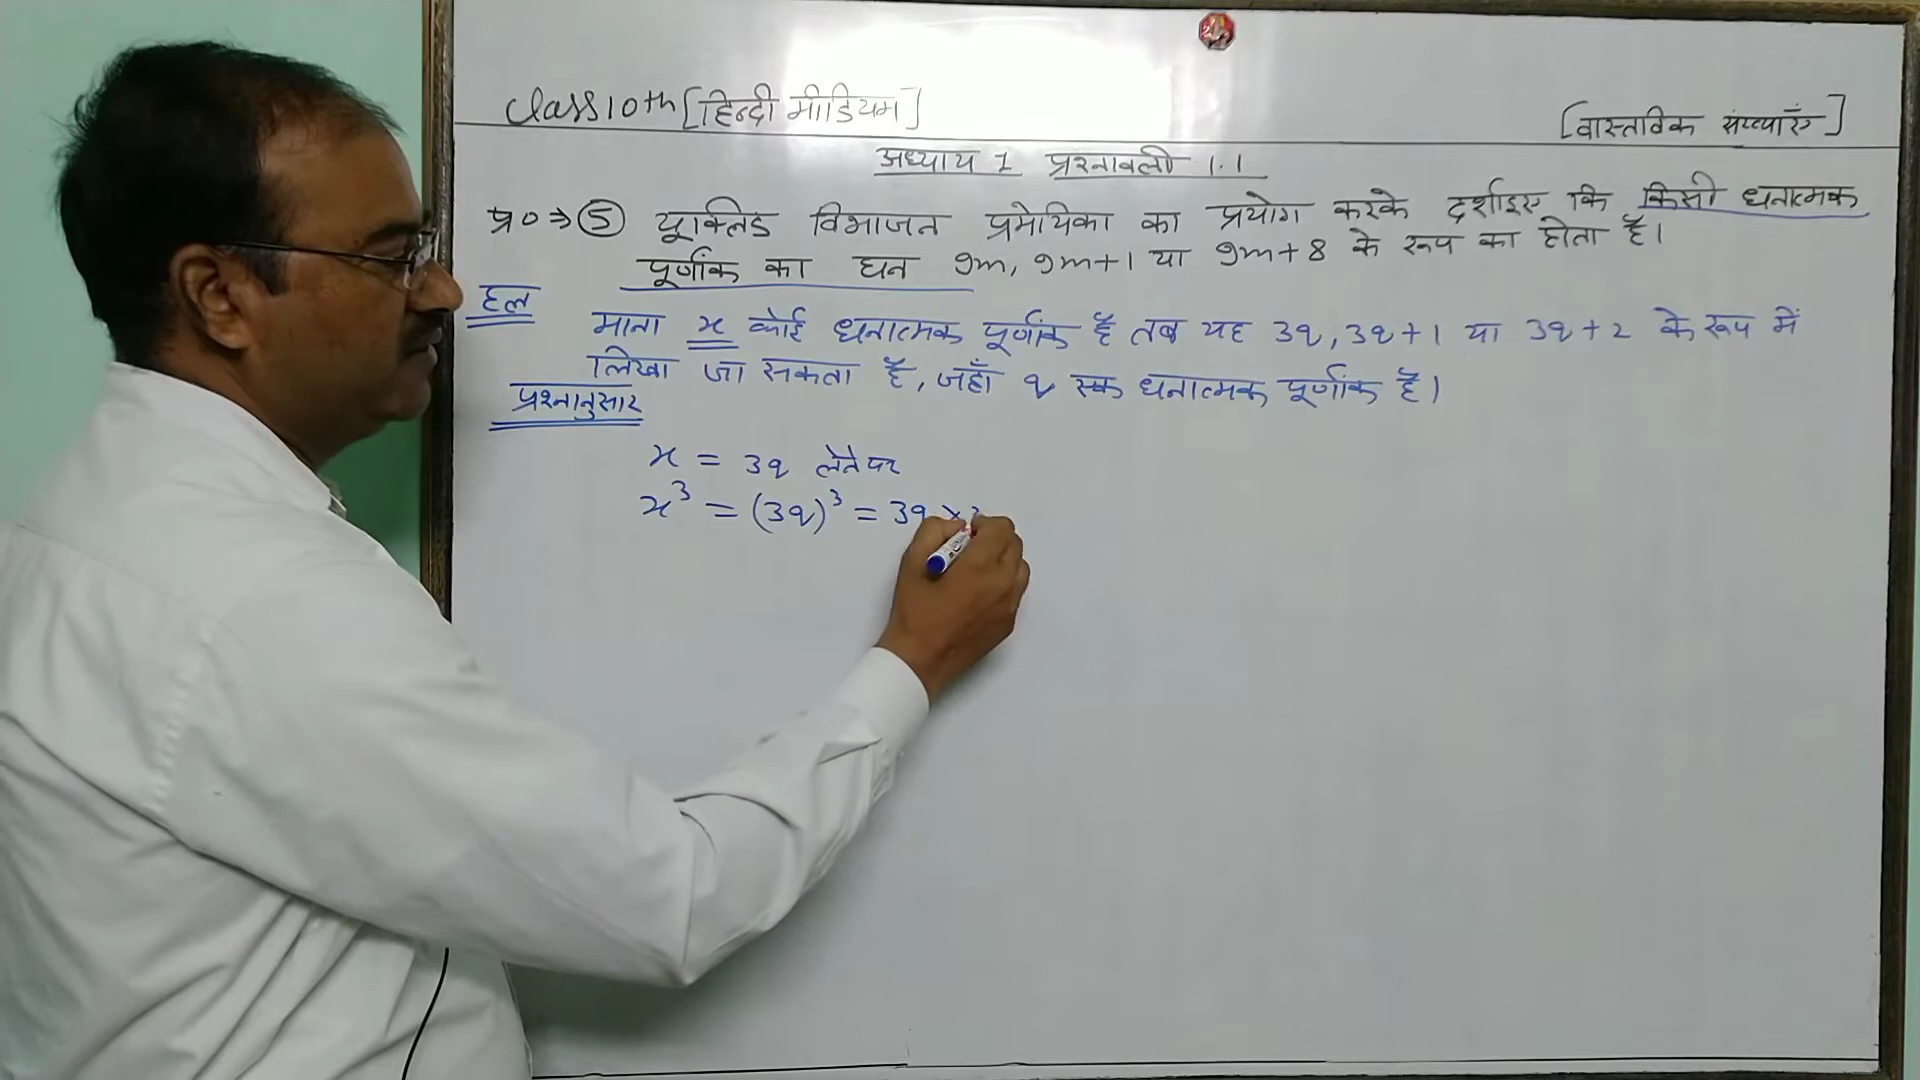 Class 10th [हिन्दी मीडियम]
[वास्तविक संख्याएँ]
अध्याय 1 प्रश्नावली 1.1
प्र० ⇒ ⑤ यूक्लिड विभाजन प्रमेयिका का प्रयोग करके दर्शाइए कि किसी धनात्मक
पूर्णांक का घन 9m, 9m+1 या 9m+8 के रूप का होता है।
हल
माना x कोई धनात्मक पूर्णांक है तब यह 3q, 3q+1 या 3q+2 के रूप में
लिखा जा सकता है, जहाँ q एक धनात्मक पूर्णांक है।
प्रश्नानुसार
x = 3q लेने पर
x³ = (3q)³ = 3q ×